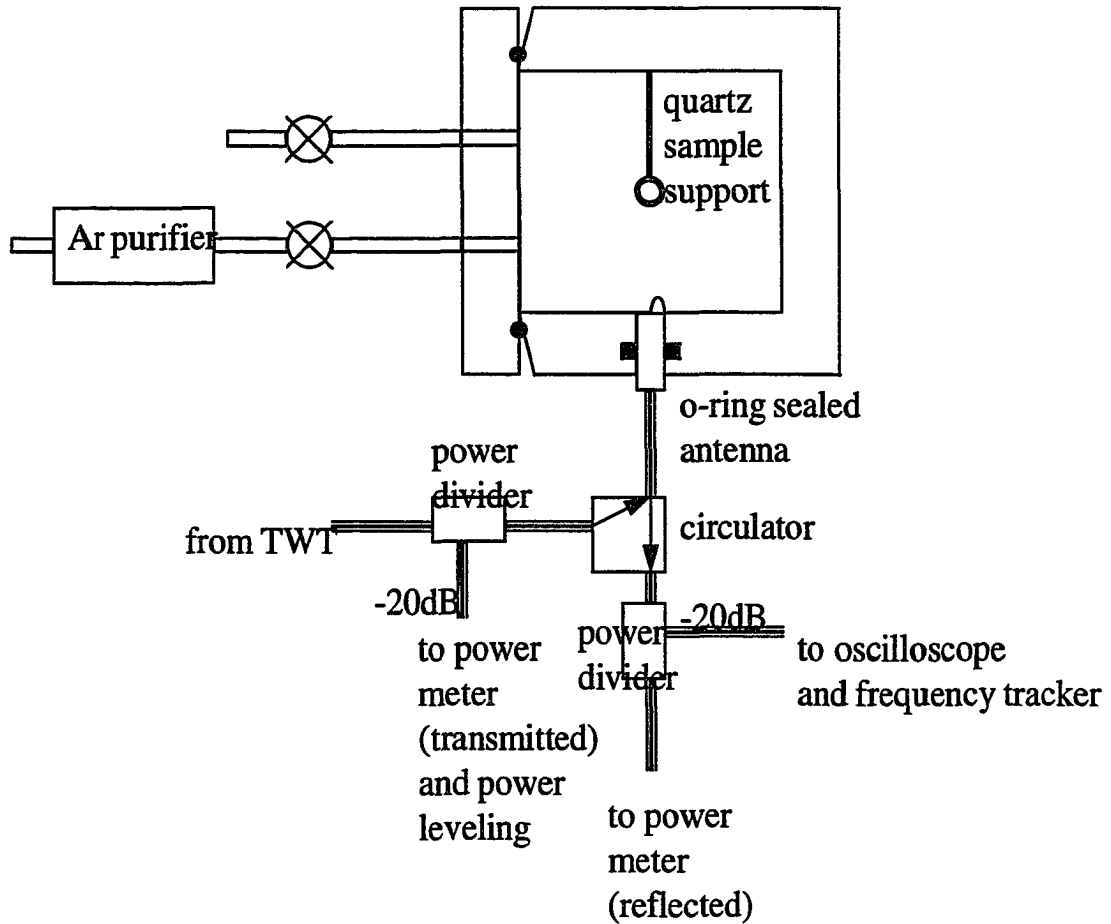 quartz
sample
support
Ar purifier
o-ring sealed
antenna
power
divider
circulator
from TWT
-20dB
-20dB
to power
meter
(transmitted)
and power
leveling
power
divider
to oscilloscope
and frequency tracker
to power
meter
(reflected)